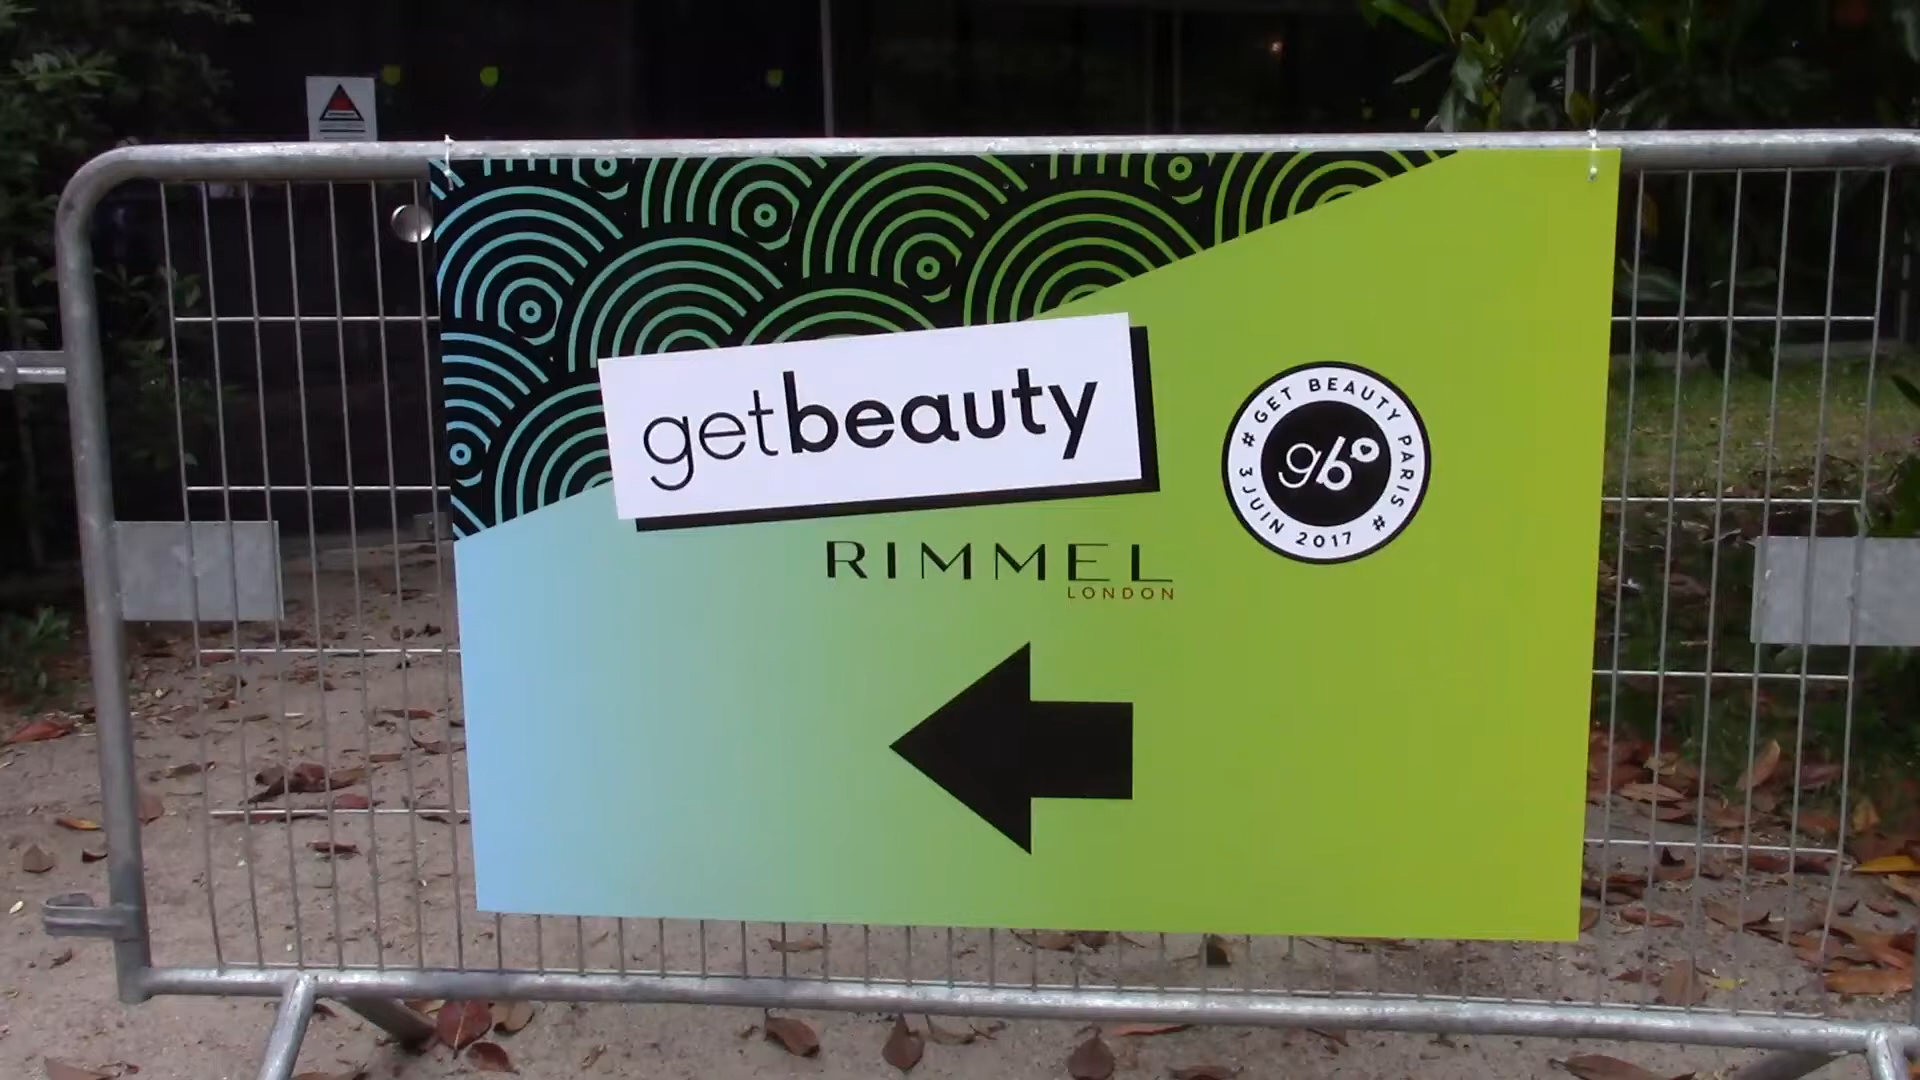 getbeauty
# GET BEAUTY PARIS #
3 JUIN 2017
gb
RIMMEL
LONDON